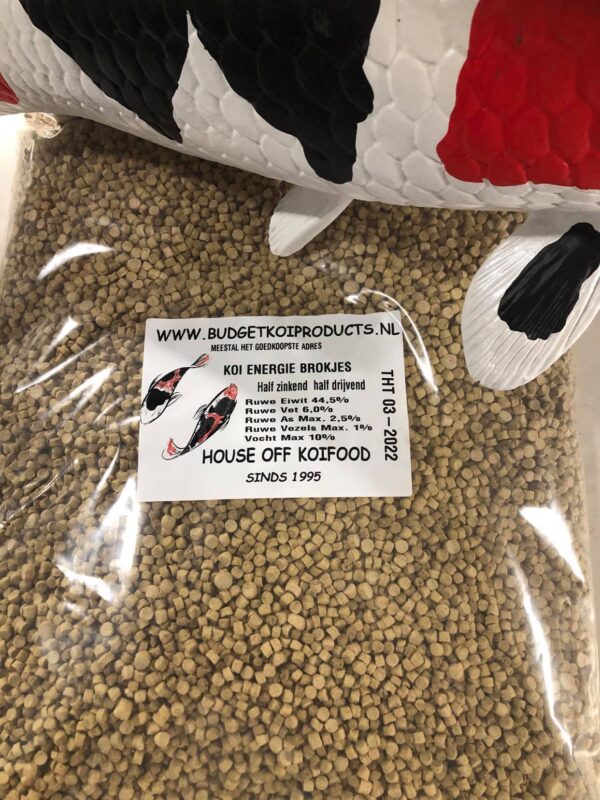 WWW.BUDGETKOIPRODUCTS.NL
MEESTAL HET GOEDKOOPSTE ADRES
KOI ENERGIE BROKJES
Half zinkend half drijvend
Ruwe Eiwit 44,5%
Ruwe Vet 6,0%
Ruwe As Max. 2,5%
Ruwe Vezels Max. 1%
Vocht Max 10%
HOUSE OFF KOIFOOD
SINDS 1995
THT 03-2022